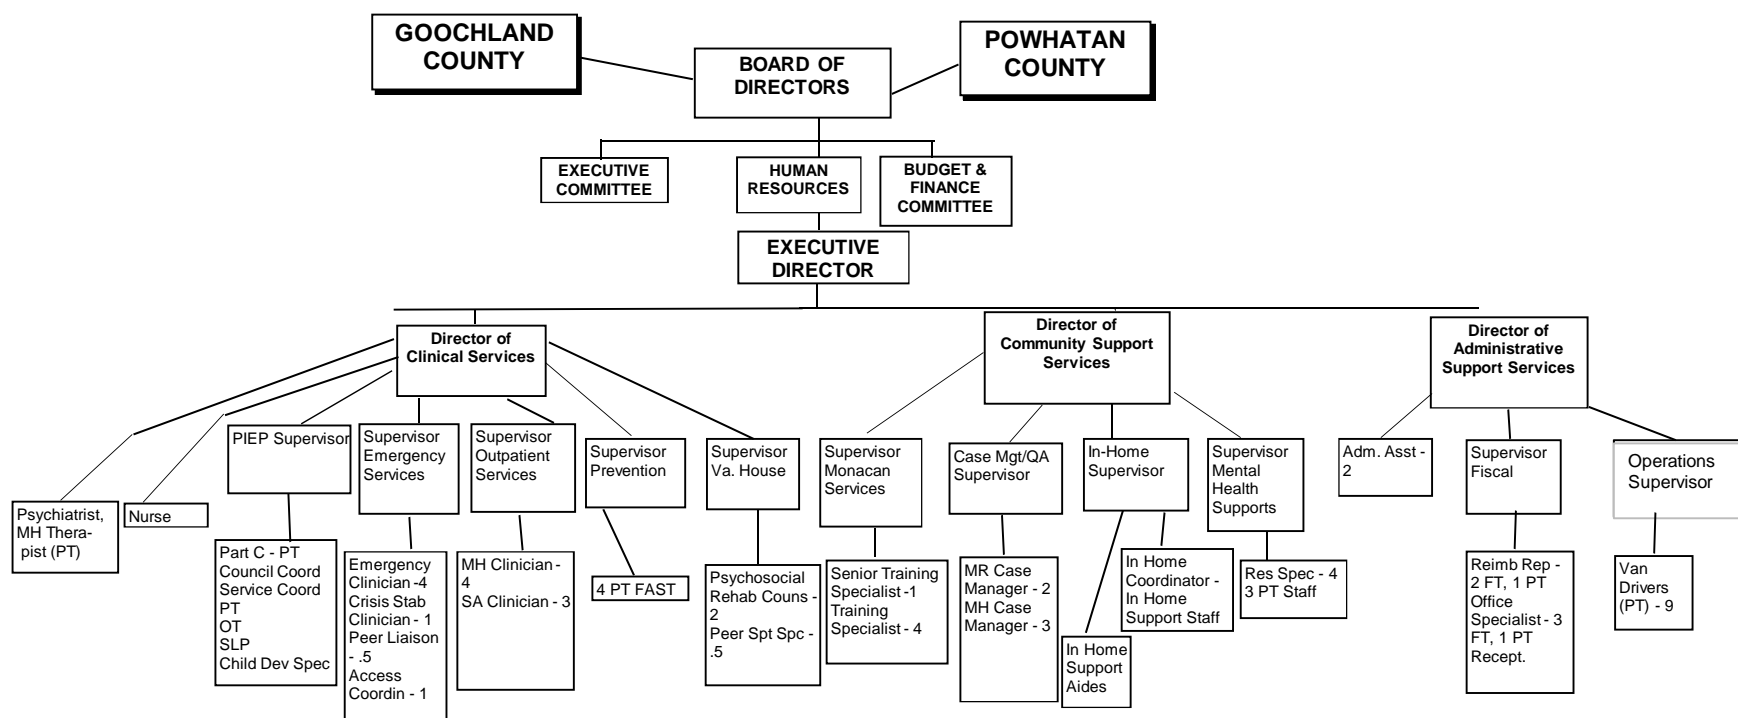 GOOCHLAND
COUNTY
BOARD OF
DIRECTORS
POWHATAN
COUNTY
EXECUTIVE
COMMITTEE
HUMAN
RESOURCES
BUDGET &
FINANCE
COMMITTEE
EXECUTIVE
DIRECTOR
Director of
Clinical Services
Director of
Community Support
Services
Director of
Administrative
Support Services
Psychiatrist,
MH Thera-
pist (PT)
Nurse
PIEP Supervisor
Supervisor
Emergency
Services
Supervisor
Outpatient
Services
Supervisor
Prevention
Supervisor
Va. House
Supervisor
Monacan
Services
Case Mgt/QA
Supervisor
In-Home
Supervisor
Supervisor
Mental
Health
Supports
Adm. Asst -
2
Supervisor
Fiscal
Operations
Supervisor
Part C - PT
Council Coord
Service Coord
PT
OT
SLP
Child Dev Spec
Emergency
Clinician -4
Crisis Stab
Clinician - 1
Peer Liaison
- .5
Access
Coordin - 1
MH Clinician -
4
SA Clinician - 3
4 PT FAST
Psychosocial
Rehab Couns -
2
Peer Spt Spc -
.5
Senior Training
Specialist -1
Training
Specialist - 4
MR Case
Manager - 2
MH Case
Manager - 3
In Home
Support
Aides
In Home
Coordinator -
In Home
Support Staff
Res Spec - 4
3 PT Staff
Reimb Rep -
2 FT, 1 PT
Office
Specialist - 3
FT, 1 PT
Recept.
Van
Drivers
(PT) - 9